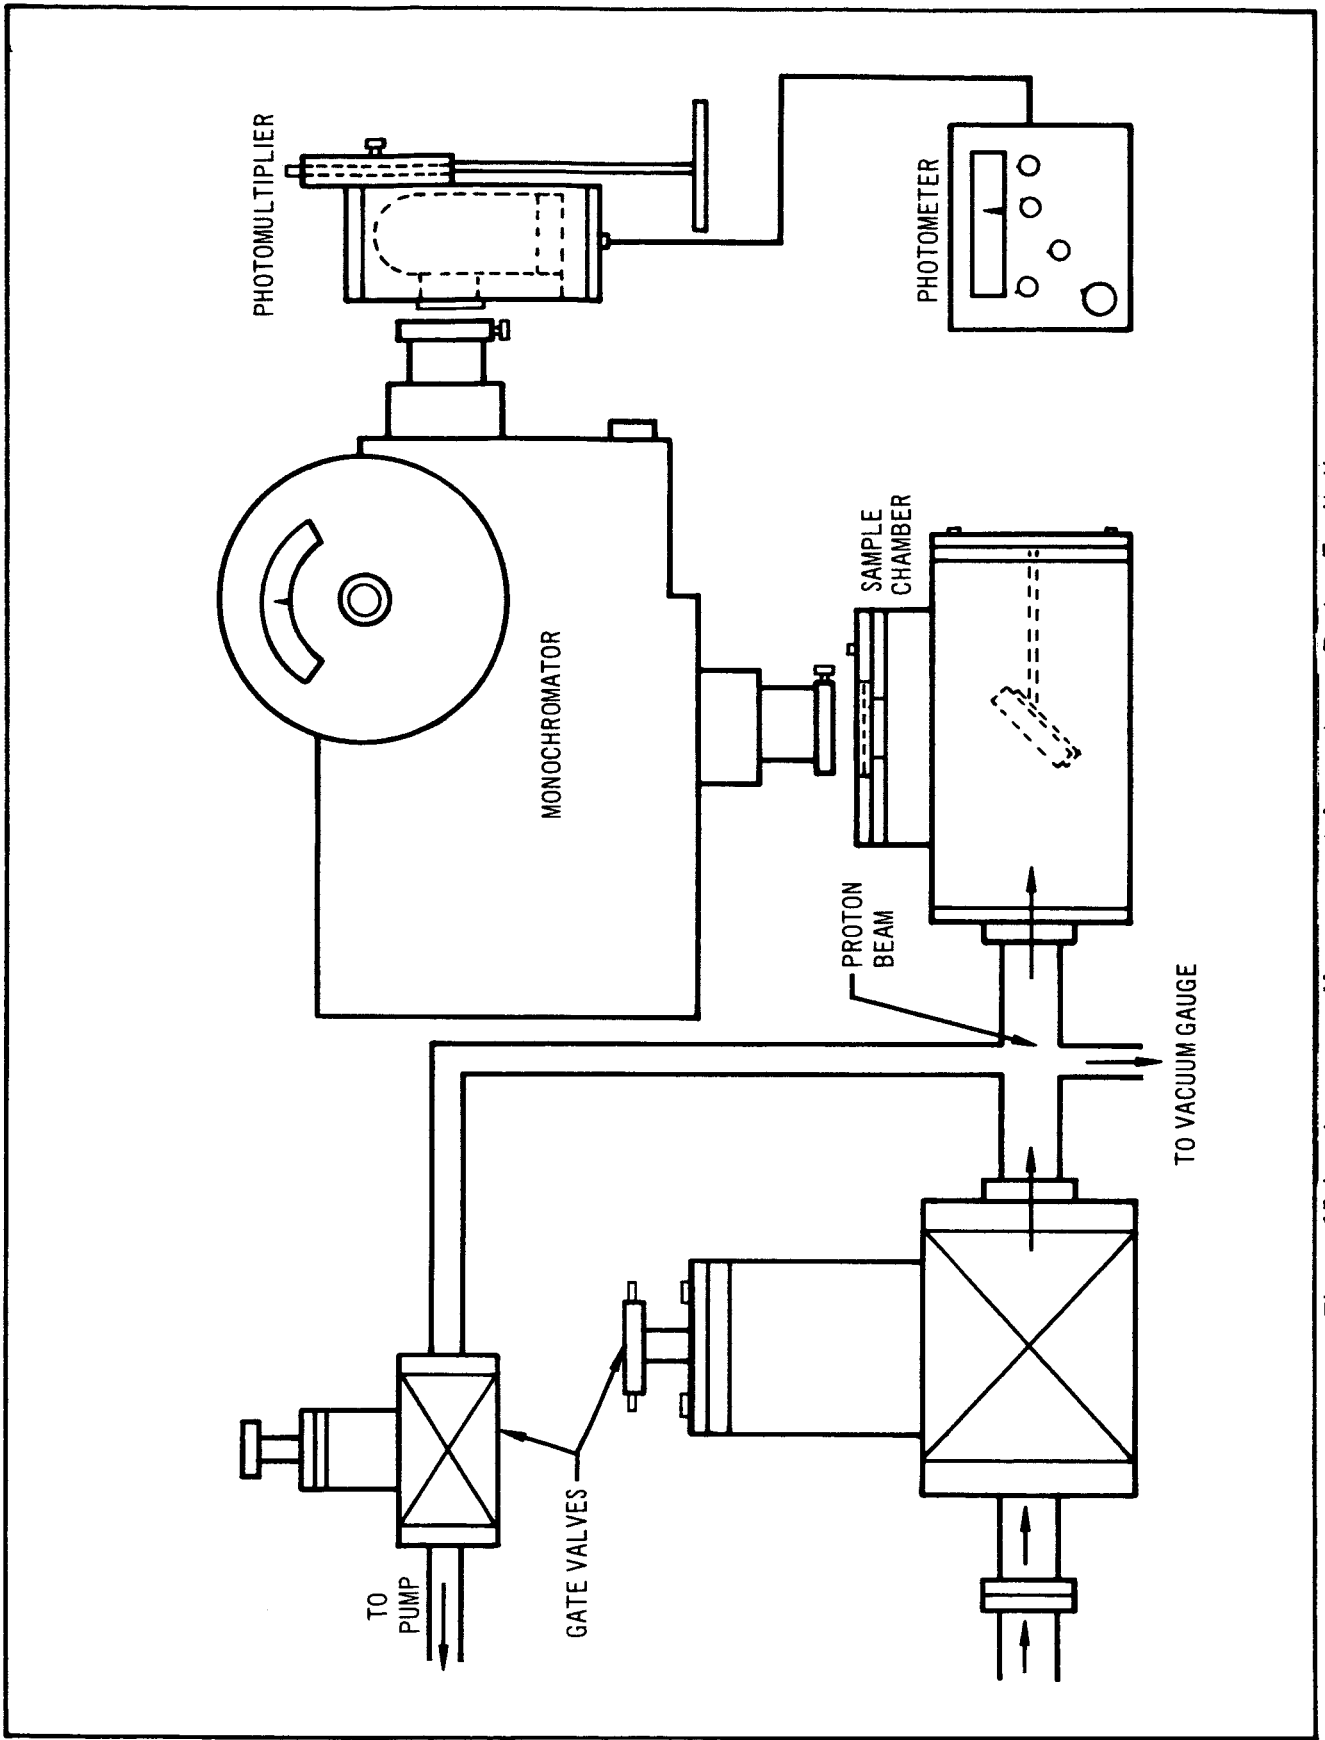 PHOTOMULTIPLIER
PHOTOMETER
MONOCHROMATOR
SAMPLE
CHAMBER
PROTON
BEAM
TO VACUUM GAUGE
GATE VALVES
TO
PUMP